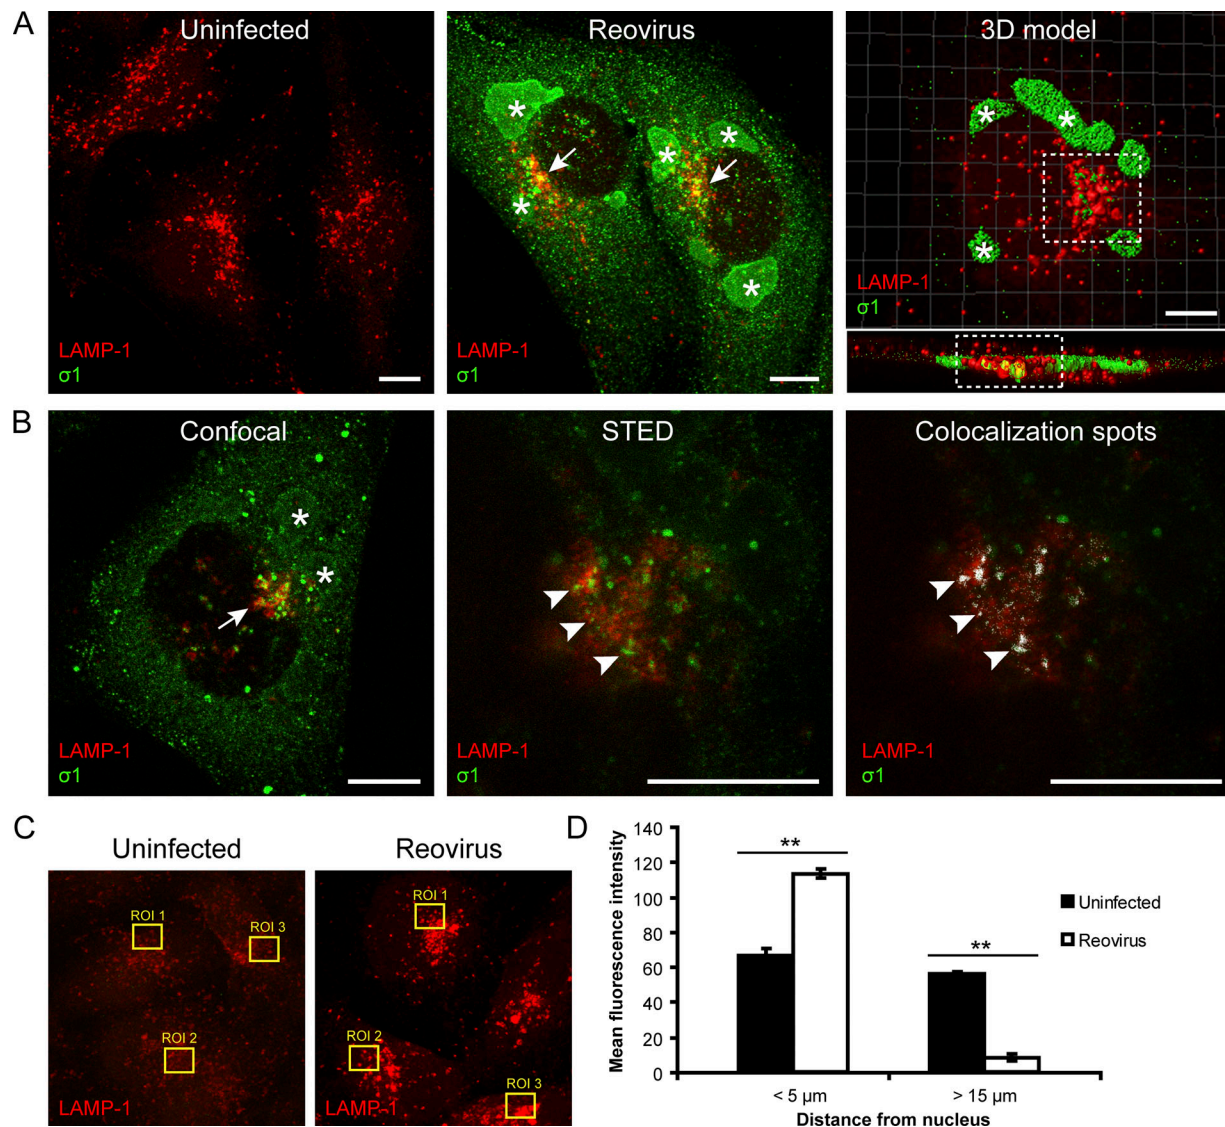 A
Uninfected
LAMP-1
Reovirus
*
*
*
*
*
LAMP-1
σ1
3D model
*
*
*
LAMP-1
σ1
B
Confocal
*
*
LAMP-1
σ1
STED
LAMP-1
σ1
Colocalization spots
LAMP-1
σ1
C
Uninfected
ROI 1
ROI 3
ROI 2
LAMP-1
Reovirus
ROI 1
ROI 2
ROI 3
LAMP-1
D
Mean fluorescence intensity
140
120
100
80
60
40
20
0
**
**
Uninfected
Reovirus
< 5 µm
> 15 µm
Distance from nucleus